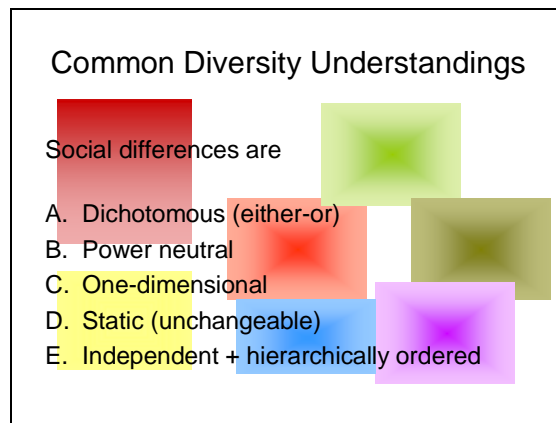 Common Diversity Understandings
Social differences are
A. Dichotomous (either-or)
B. Power neutral
C. One-dimensional
D. Static (unchangeable)
E. Independent + hierarchically ordered